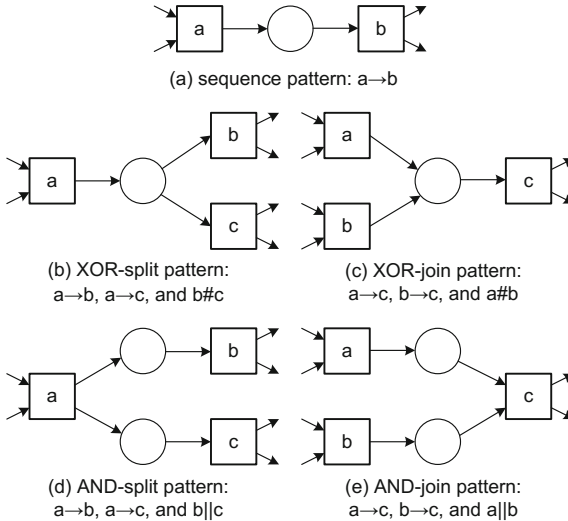 a
b
(a) sequence pattern: a→b
a
b
c
(b) XOR-split pattern:
a→b, a→c, and b#c
a
b
c
(c) XOR-join pattern:
a→c, b→c, and a#b
a
b
c
(d) AND-split pattern:
a→b, a→c, and b||c
a
b
c
(e) AND-join pattern:
a→c, b→c, and a||b